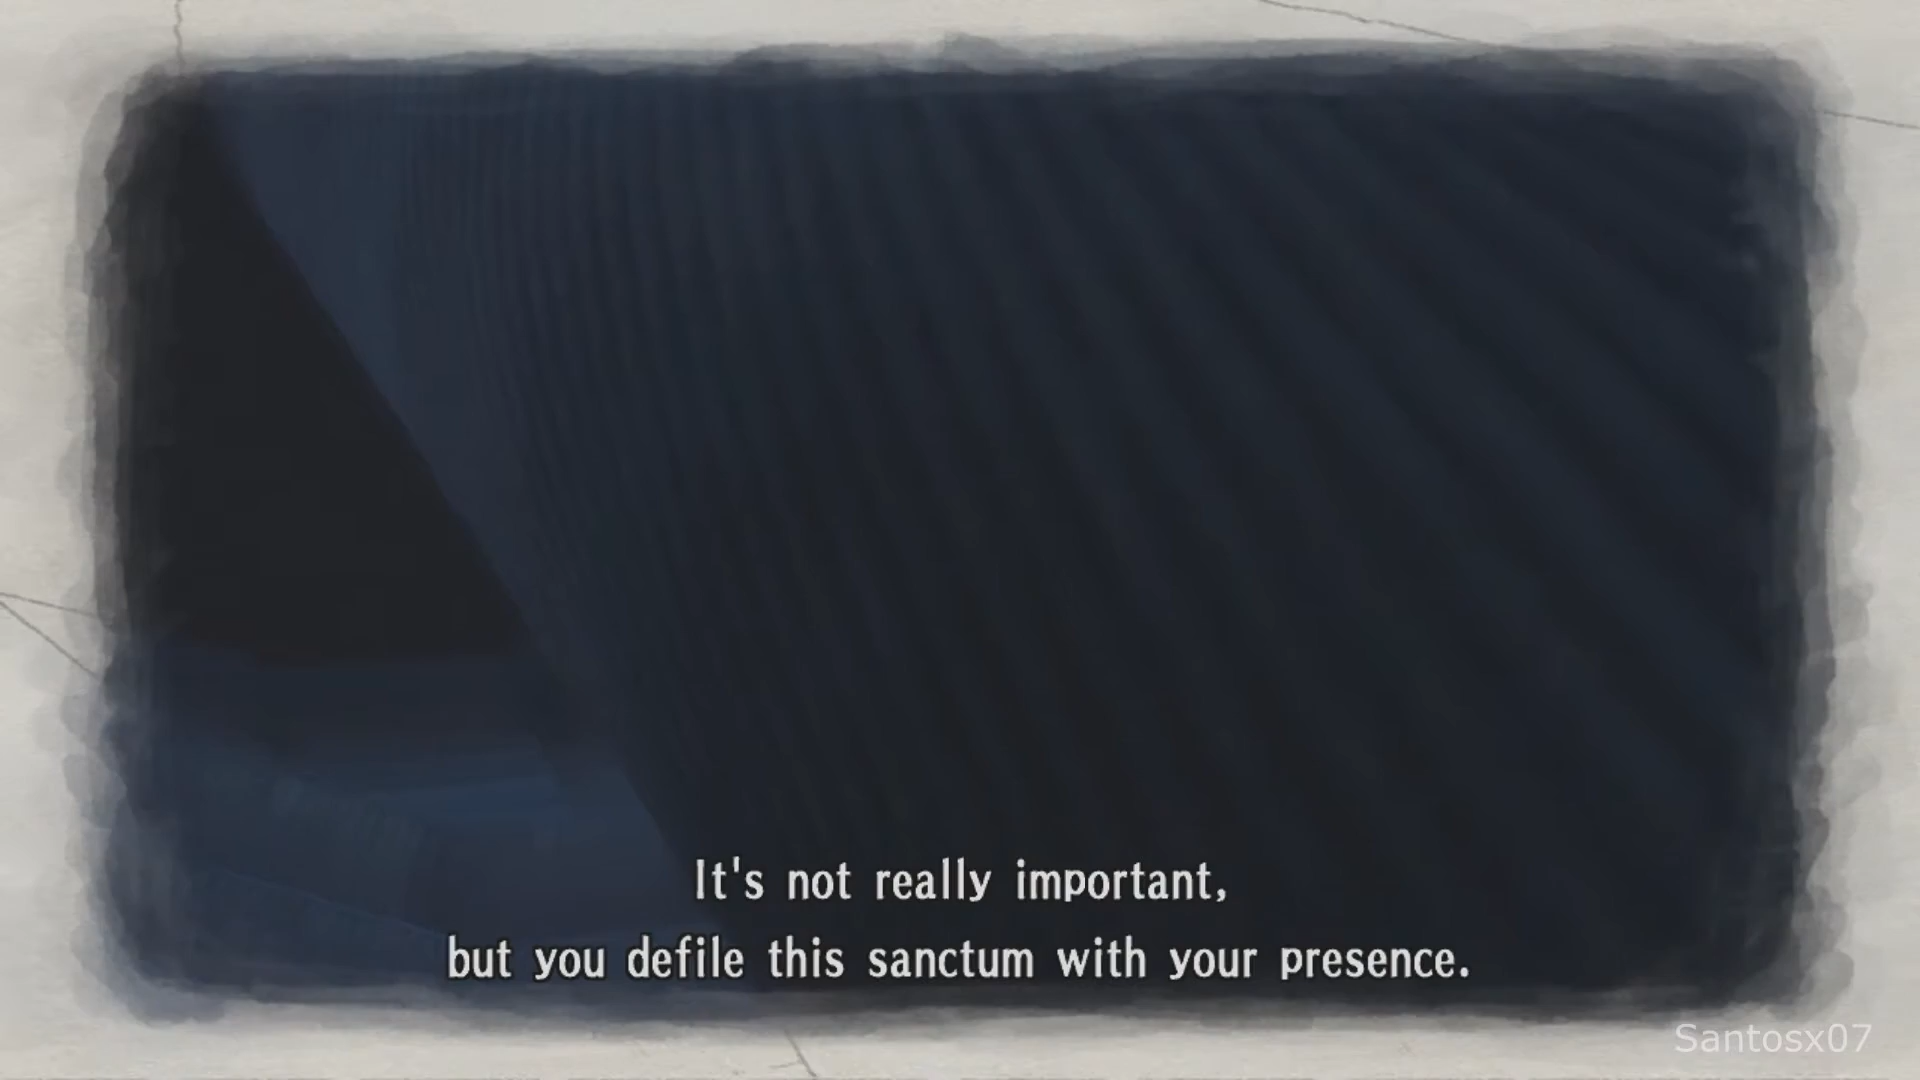 It's not really important,
but you defile this sanctum with your presence.
Santosx07